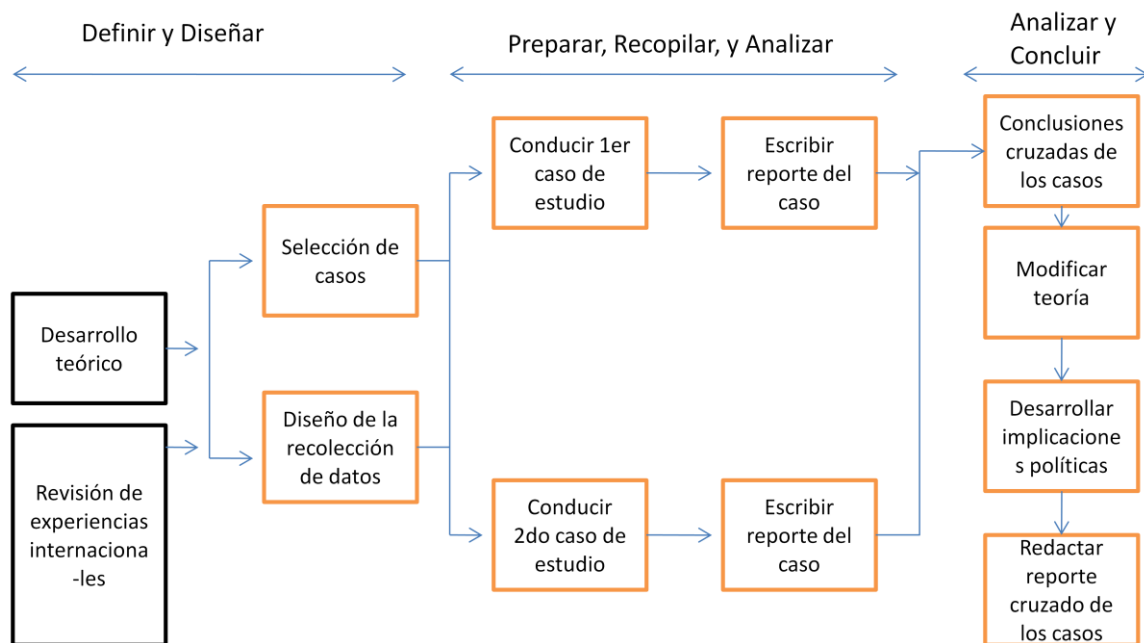 Definir y Diseñar
Preparar, Recopilar, y Analizar
Analizar y
Concluir
Desarrollo
teórico
Revisión de
experiencias
internaciona
-les
Selección de
casos
Diseño de la
recolección
de datos
Conducir 1er
caso de
estudio
Escribir
reporte del
caso
Conducir
2do caso de
estudio
Escribir
reporte del
caso
Conclusiones
cruzadas de
los casos
Modificar
teoría
Desarrollar
implicacione
s políticas
Redactar
reporte
cruzado de
los casos